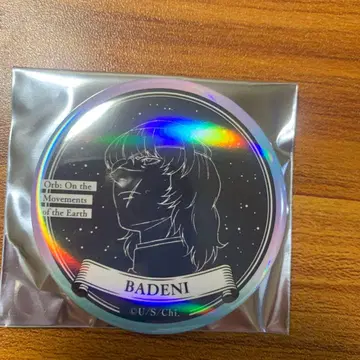 Orb: On the
Movements
of the Earth
BADENI
©U/S/Chi.